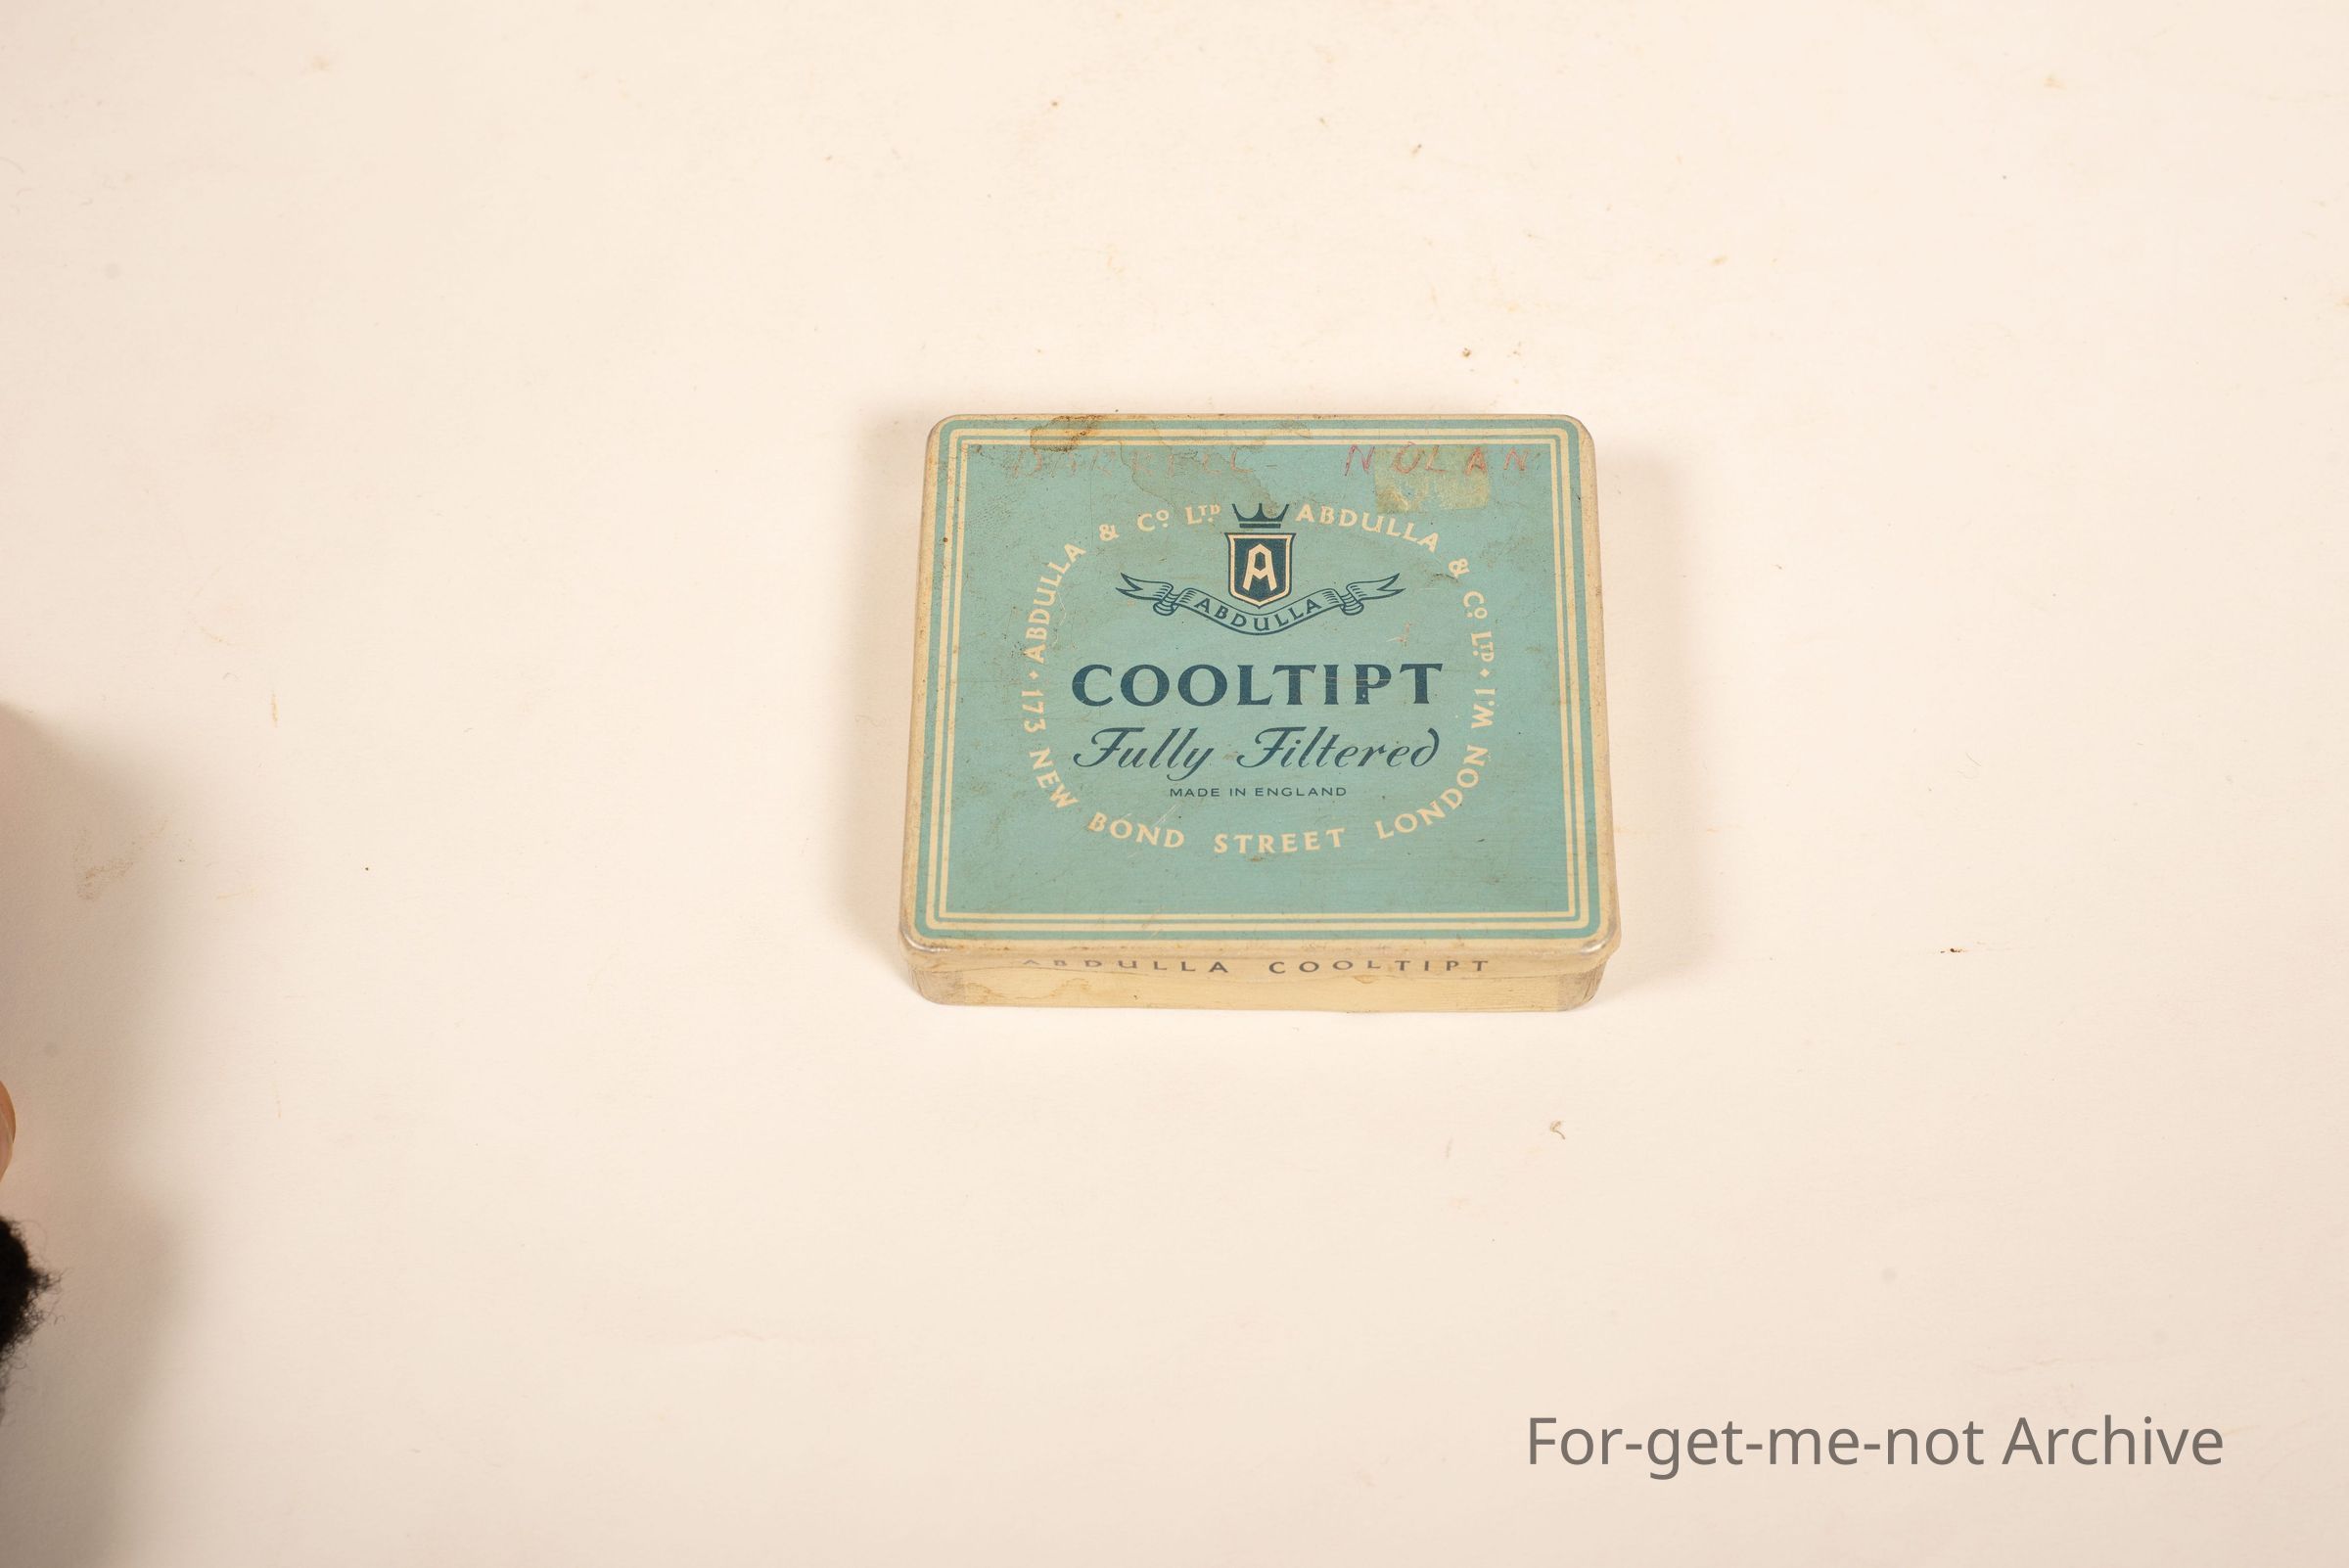 NOLAN
ABDULLA & Cº LTD ABDULLA & Cº LTD • 173 NEW BOND STREET LONDON W.1 •
A
ABDULLA
COOLTIPT
Fully Filtered
MADE IN ENGLAND
ABDULLA COOLTIPT
For-get-me-not Archive